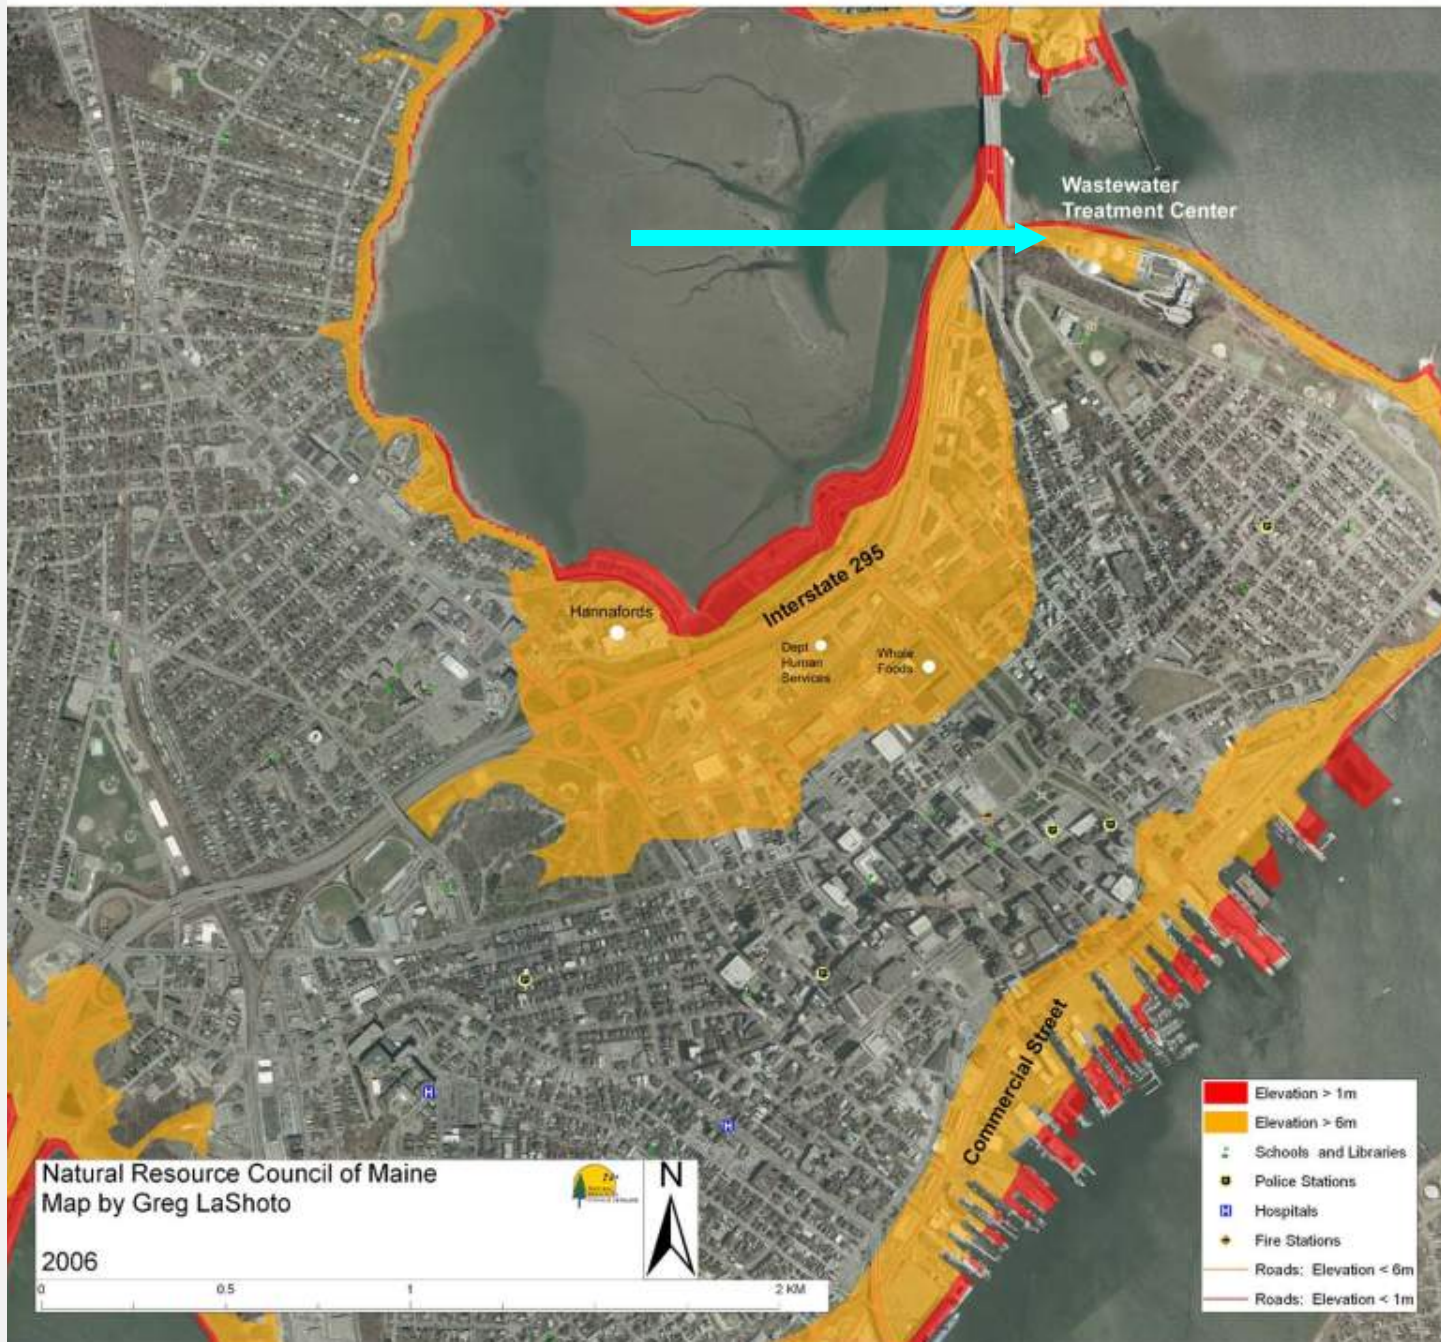 Wastewater
Treatment Center
Hannafords
Interstate 295
Dept
Human
Services
Whole
Foods
Commercial Street
Elevation > 1m
Elevation > 6m
Schools and Libraries
Police Stations
Hospitals
Fire Stations
Roads: Elevation < 6m
Roads: Elevation < 1m
Natural Resource Council of Maine
Map by Greg LaShoto
2006
N
0 0.5 1 2 KM
H
H
H